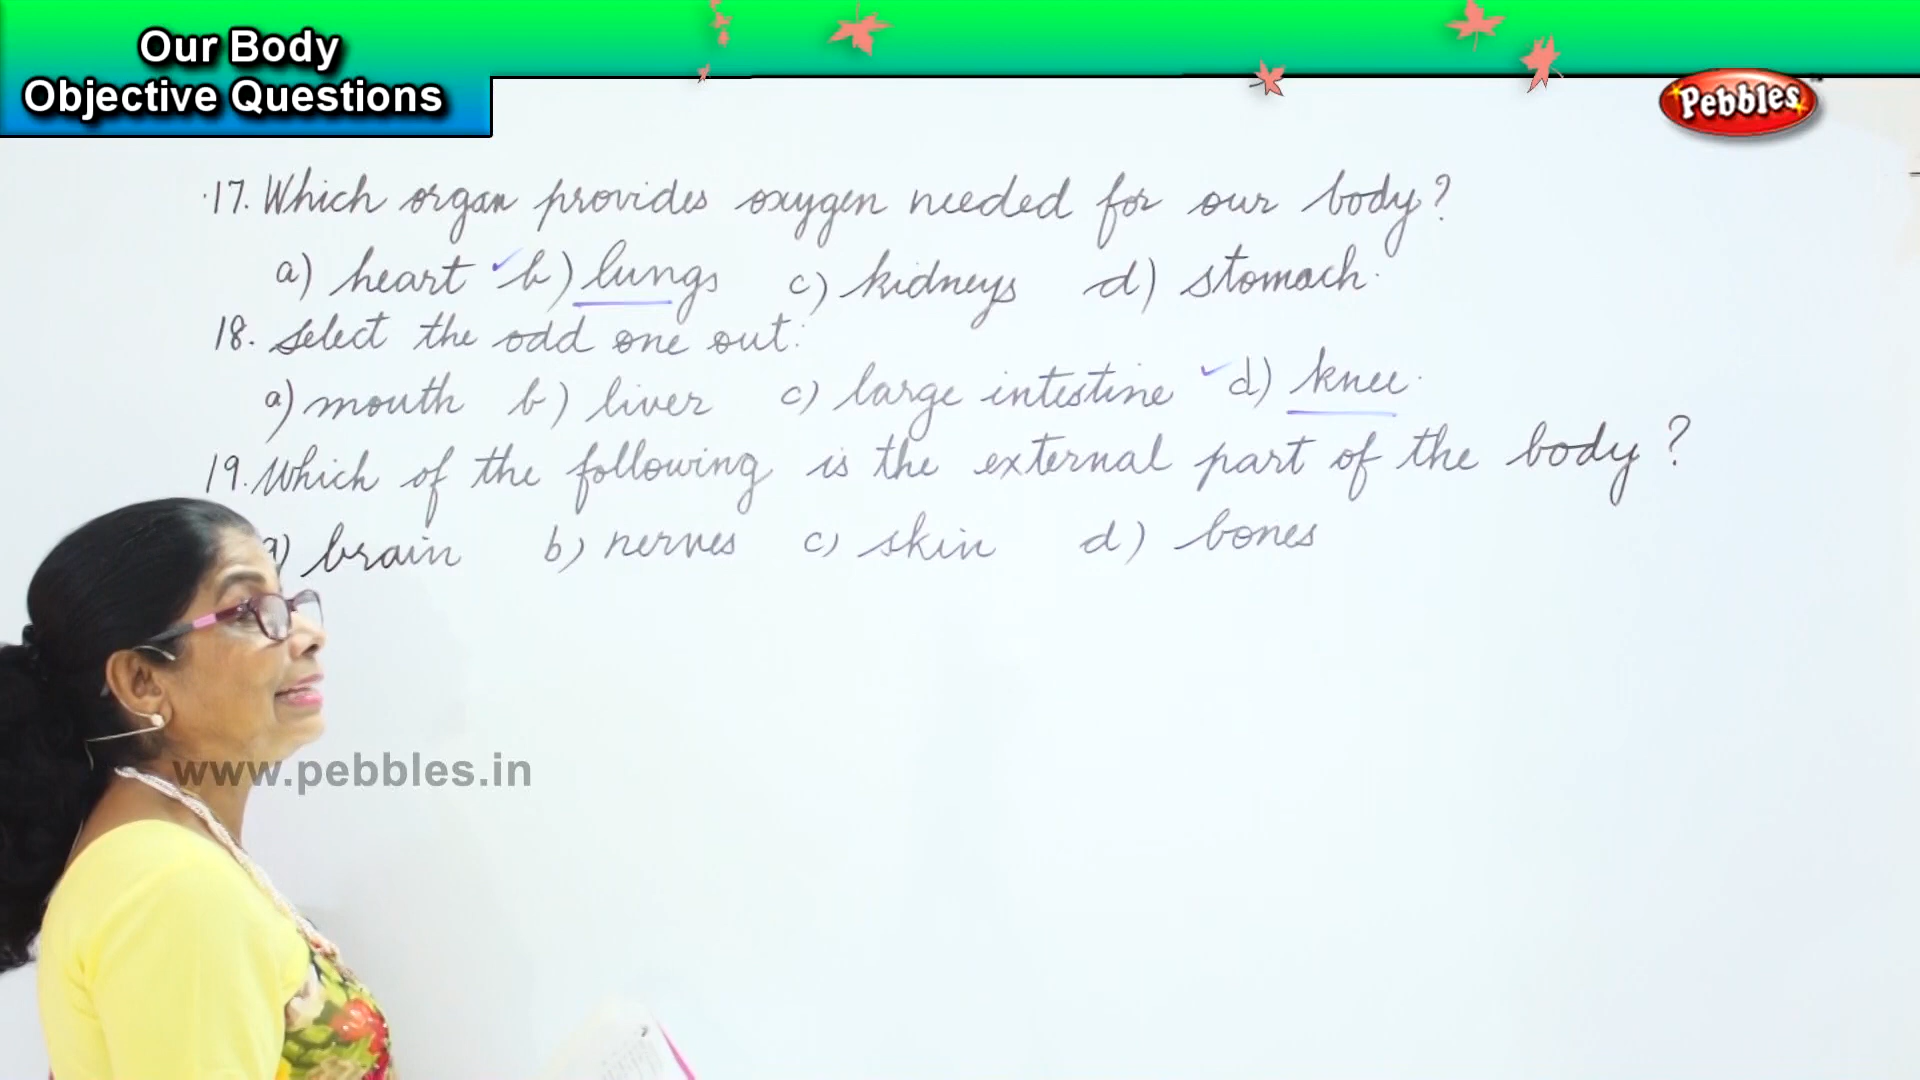 Our Body
Objective Questions
Pebbles
17. Which organ provides oxygen needed for our body?
a) heart b) lungs c) kidneys d) stomach.
18. select the odd one out:
a) mouth b) liver c) large intestine d) knee.
19. Which of the following is the external part of the body?
a) brain b) nerves c) skin d) bones
www.pebbles.in